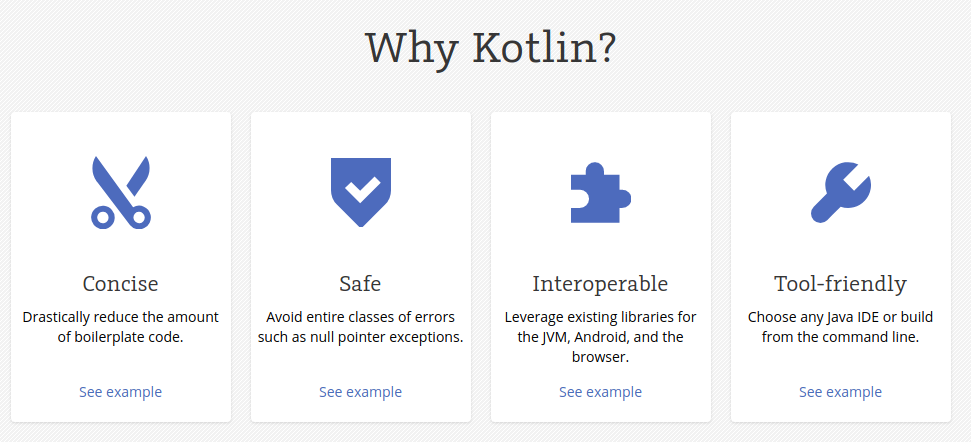 Why Kotlin?
Concise
Drastically reduce the amount
of boilerplate code.
See example
Safe
Avoid entire classes of errors
such as null pointer exceptions.
See example
Interoperable
Leverage existing libraries for
the JVM, Android, and the
browser.
See example
Tool-friendly
Choose any Java IDE or build
from the command line.
See example